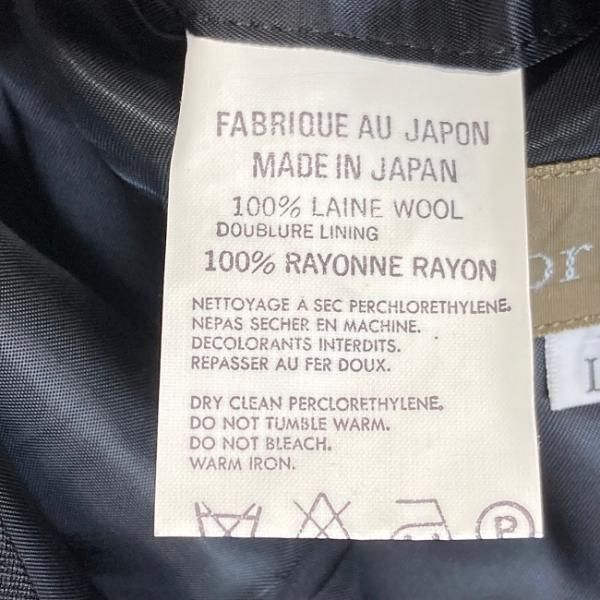 FABRIQUE AU JAPON
MADE IN JAPAN
100% LAINE WOOL
DOUBLURE LINING
100% RAYONNE RAYON
NETTOYAGE À SEC PERCHLORETHYLENE.
NEPAS SECHER EN MACHINE.
DECOLORANTS INTERDITS.
REPASSER AU FER DOUX.
DRY CLEAN PERCLORETHYLENE.
DO NOT TUMBLE WARM.
DO NOT BLEACH.
WARM IRON.
P
or